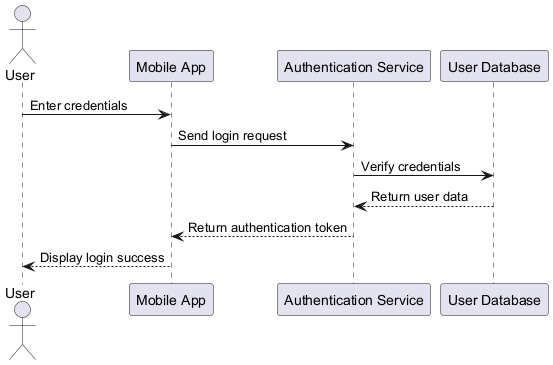 User
Mobile App
Authentication Service
User Database
Enter credentials
Send login request
Verify credentials
Return user data
Return authentication token
Display login success
User
Mobile App
Authentication Service
User Database